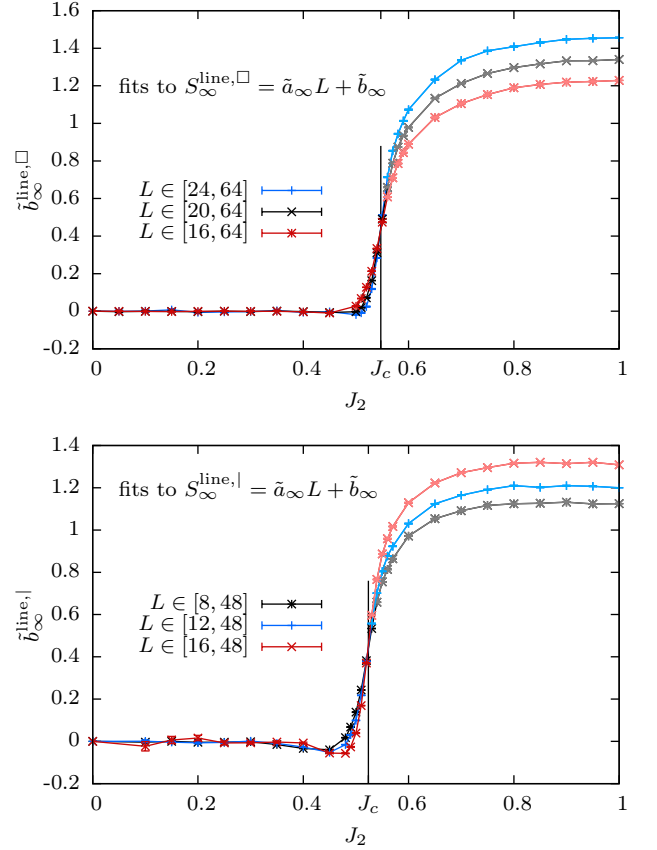 1.6
1.4
1.2
1
0.8
0.6
0.4
0.2
0
-0.2
b̃∞^line,□
fits to S∞^line,□ = ã∞L + b̃∞
L ∈ [24, 64]
L ∈ [20, 64]
L ∈ [16, 64]
0 0.2 0.4 J_c 0.6 0.8 1
J₂
1.4
1.2
1
0.8
0.6
0.4
0.2
0
-0.2
b̃∞^line,|
fits to S∞^line,| = ã∞L + b̃∞
L ∈ [8, 48]
L ∈ [12, 48]
L ∈ [16, 48]
0 0.2 0.4 J_c 0.6 0.8 1
J₂